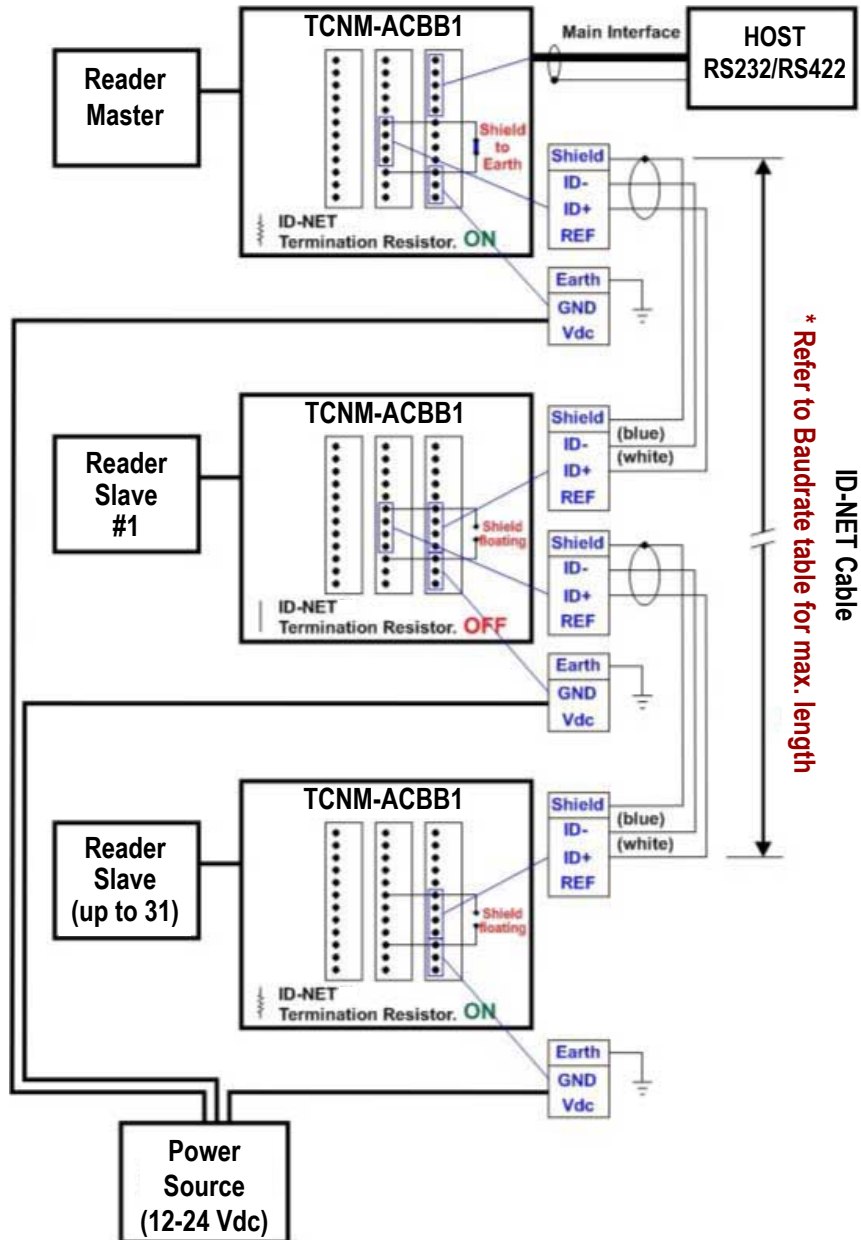 TCNM-ACBB1
Main Interface
HOST
RS232/RS422
Reader
Master
Shield
to
Earth
ID-NET
Termination Resistor. ON
Shield
ID-
ID+
REF
Earth
GND
Vdc
TCNM-ACBB1
Reader
Slave
#1
Shield
floating
ID-NET
Termination Resistor. OFF
Shield
ID-
(blue)
ID+
(white)
REF
Shield
ID-
ID+
REF
Earth
GND
Vdc
TCNM-ACBB1
Reader
Slave
(up to 31)
Shield
floating
ID-NET
Termination Resistor. ON
Shield
ID-
(blue)
ID+
(white)
REF
Earth
GND
Vdc
Power
Source
(12-24 Vdc)
ID-NET Cable
* Refer to Baudrate table for max. length